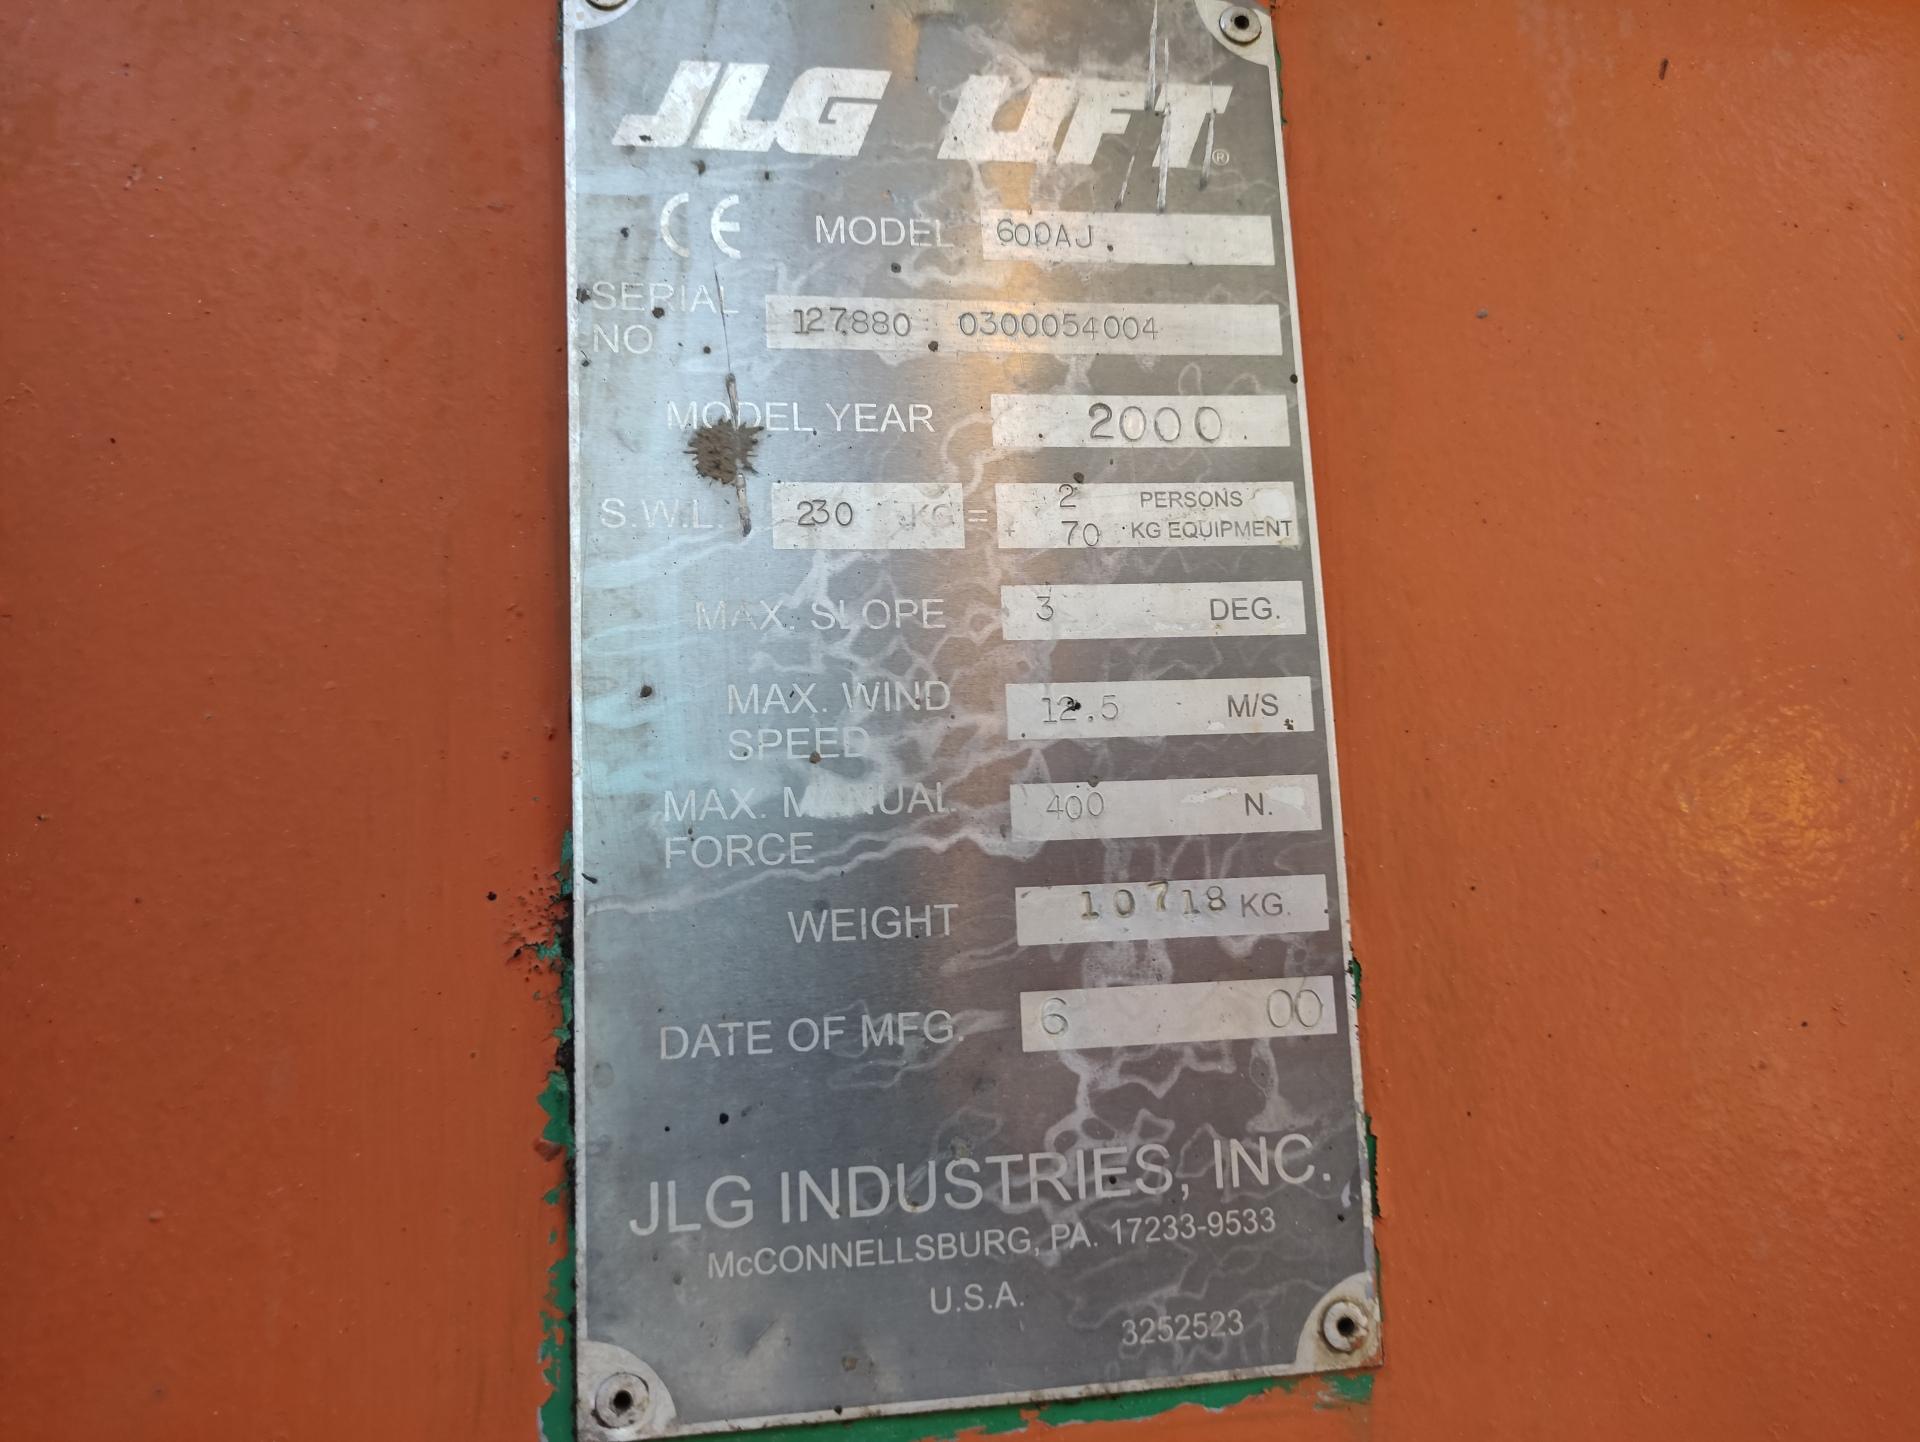 JLG LIFT ®
CE MODEL 600AJ
SERIAL NO 127880 0300054004
MODEL YEAR 2000
S.W.L. 230 KG = 2 PERSONS
+ 70 KG EQUIPMENT
MAX. SLOPE 3 DEG.
MAX. WIND SPEED 12.5 M/S
MAX. MANUAL FORCE 400 N.
WEIGHT 10718 KG.
DATE OF MFG. 6 00
JLG INDUSTRIES, INC.
McCONNELLSBURG, PA. 17233-9533
U.S.A.
3252523